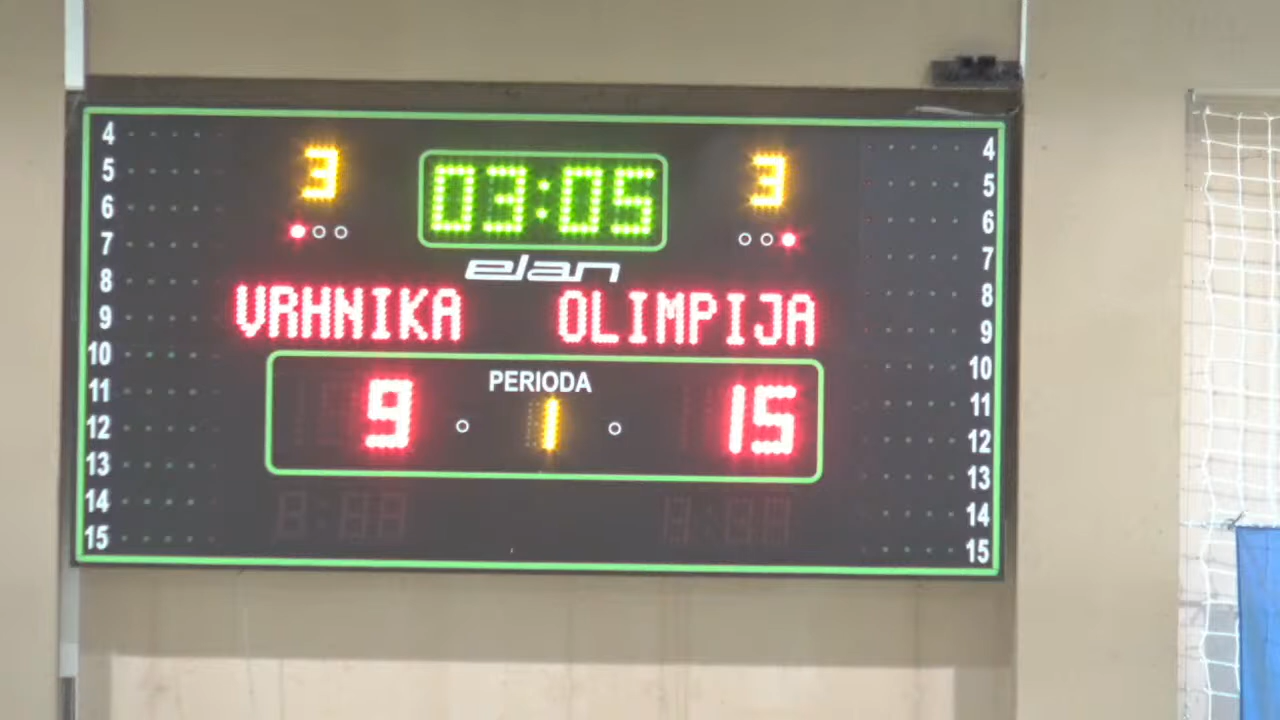 3 03:05 3
elan
VRHNIKA OLIMPIJA
PERIODA
9 1 15
4 4
5 5
6 6
7 7
8 8
9 9
10 10
11 11
12 12
13 13
14 14
15 15